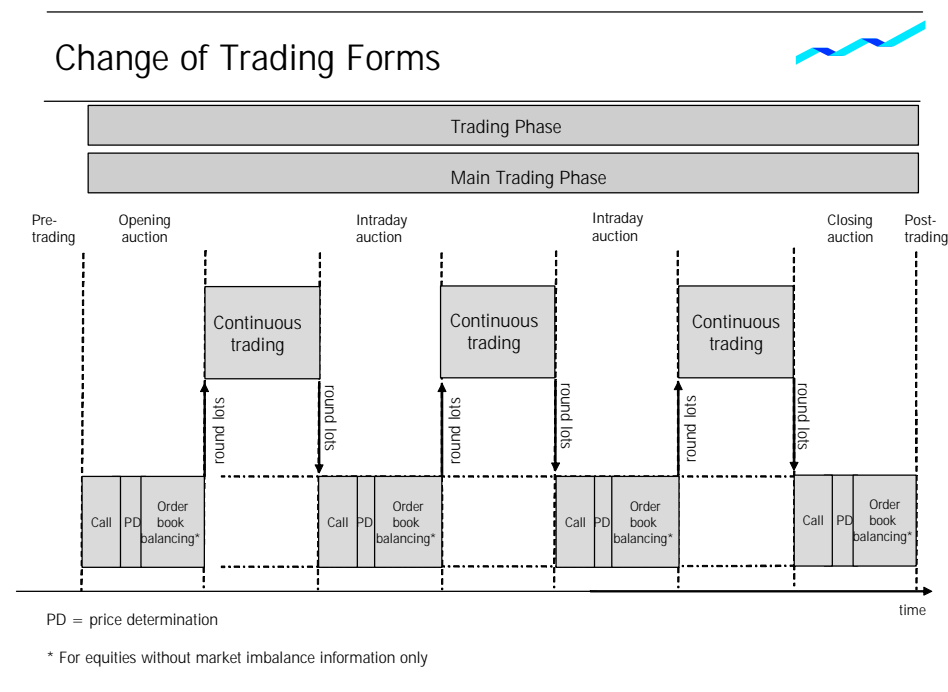 Change of Trading Forms
Trading Phase
Main Trading Phase
Pre-
trading
Opening
auction
Intraday
auction
Intraday
auction
Closing
auction
Post-
trading
Continuous
trading
Continuous
trading
Continuous
trading
round lots
round lots
round lots
round lots
round lots
round lots
Call
PD
Order
book
balancing*
Call
PD
Order
book
balancing*
Call
PD
Order
book
balancing*
Call
PD
Order
book
balancing*
time
PD = price determination
* For equities without market imbalance information only